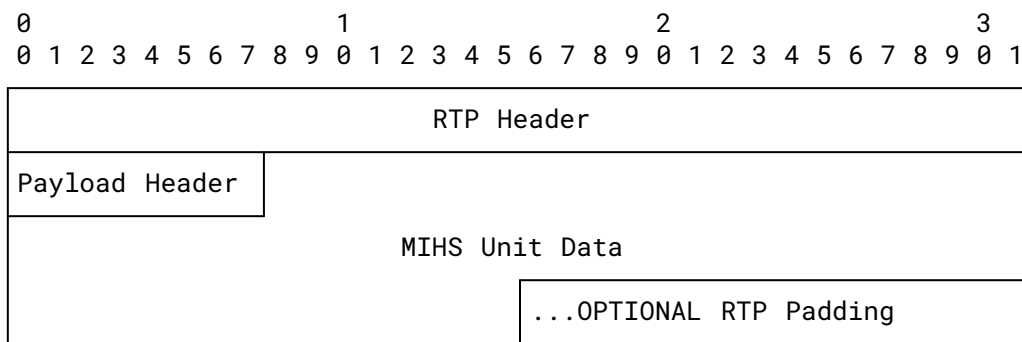 0 1 2 3
0 1 2 3 4 5 6 7 8 9 0 1 2 3 4 5 6 7 8 9 0 1 2 3 4 5 6 7 8 9 0 1
RTP Header
Payload Header
MIHS Unit Data
...OPTIONAL RTP Padding